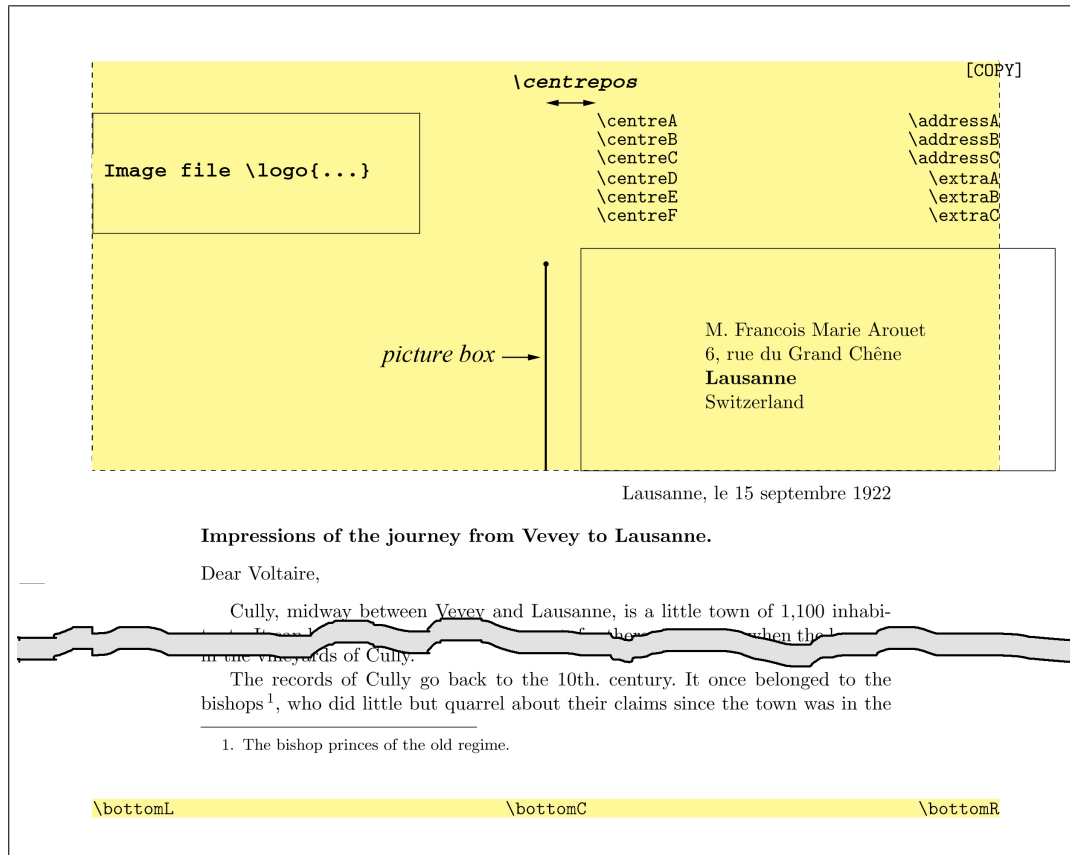 [COPY]
\centrepos
\centreA
\centreB
\centreC
\centreD
\centreE
\centreF
\addressA
\addressB
\addressC
\extraA
\extraB
\extraC
Image file \logo{...}
picture box
M. Francois Marie Arouet
6, rue du Grand Chêne
Lausanne
Switzerland
Lausanne, le 15 septembre 1922
Impressions of the journey from Vevey to Lausanne.
Dear Voltaire,
Cully, midway between Vevey and Lausanne, is a little town of 1,100 inhabi-
when the
in the vineyards of Cully.
The records of Cully go back to the 10th. century. It once belonged to the
bishops 1, who did little but quarrel about their claims since the town was in the
1. The bishop princes of the old regime.
\bottomL \bottomC \bottomR